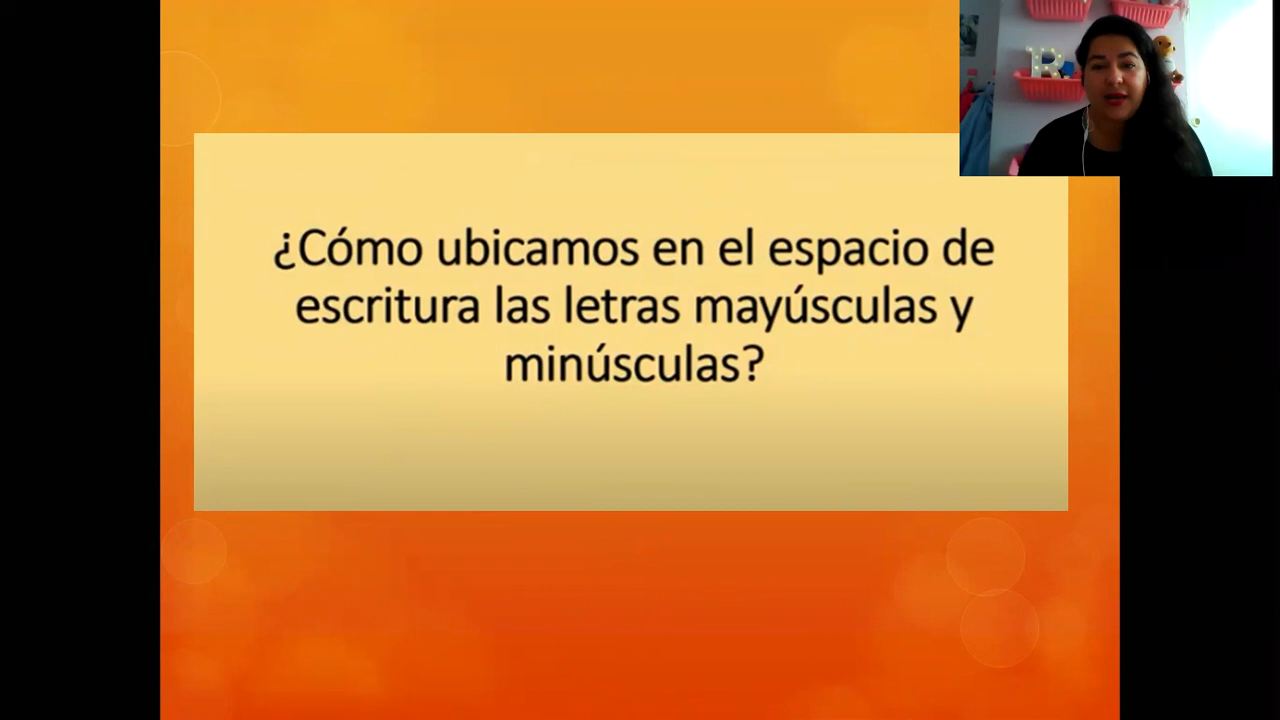 ¿Cómo ubicamos en el espacio de
escritura las letras mayúsculas y
minúsculas?
R